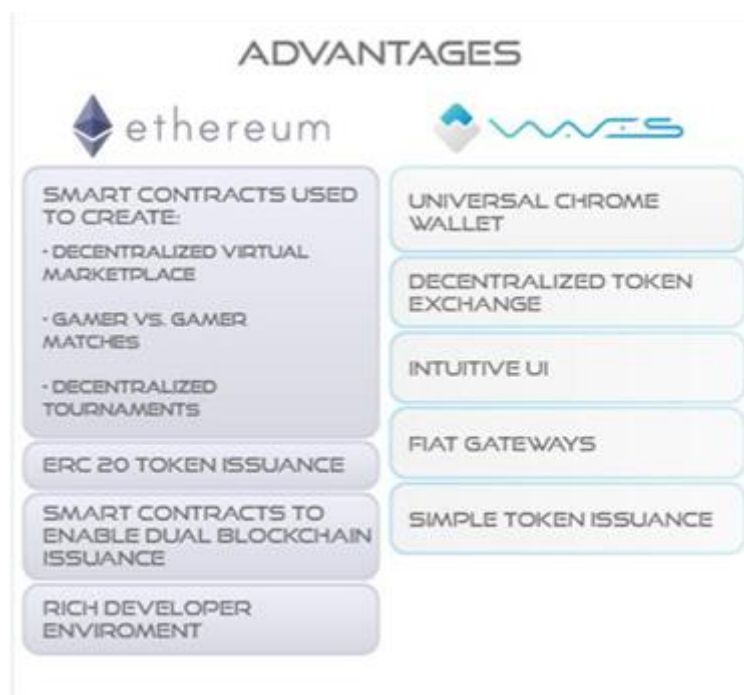 ADVANTAGES
ethereum
SMART CONTRACTS USED
TO CREATE:
• DECENTRALIZED VIRTUAL
MARKETPLACE
• GAMER VS. GAMER
MATCHES
• DECENTRALIZED
TOURNAMENTS
ERC 20 TOKEN ISSUANCE
SMART CONTRACTS TO
ENABLE DUAL BLOCKCHAIN
ISSUANCE
RICH DEVELOPER
ENVIROMENT
WAVES
UNIVERSAL CHROME
WALLET
DECENTRALIZED TOKEN
EXCHANGE
INTUITIVE UI
FIAT GATEWAYS
SIMPLE TOKEN ISSUANCE